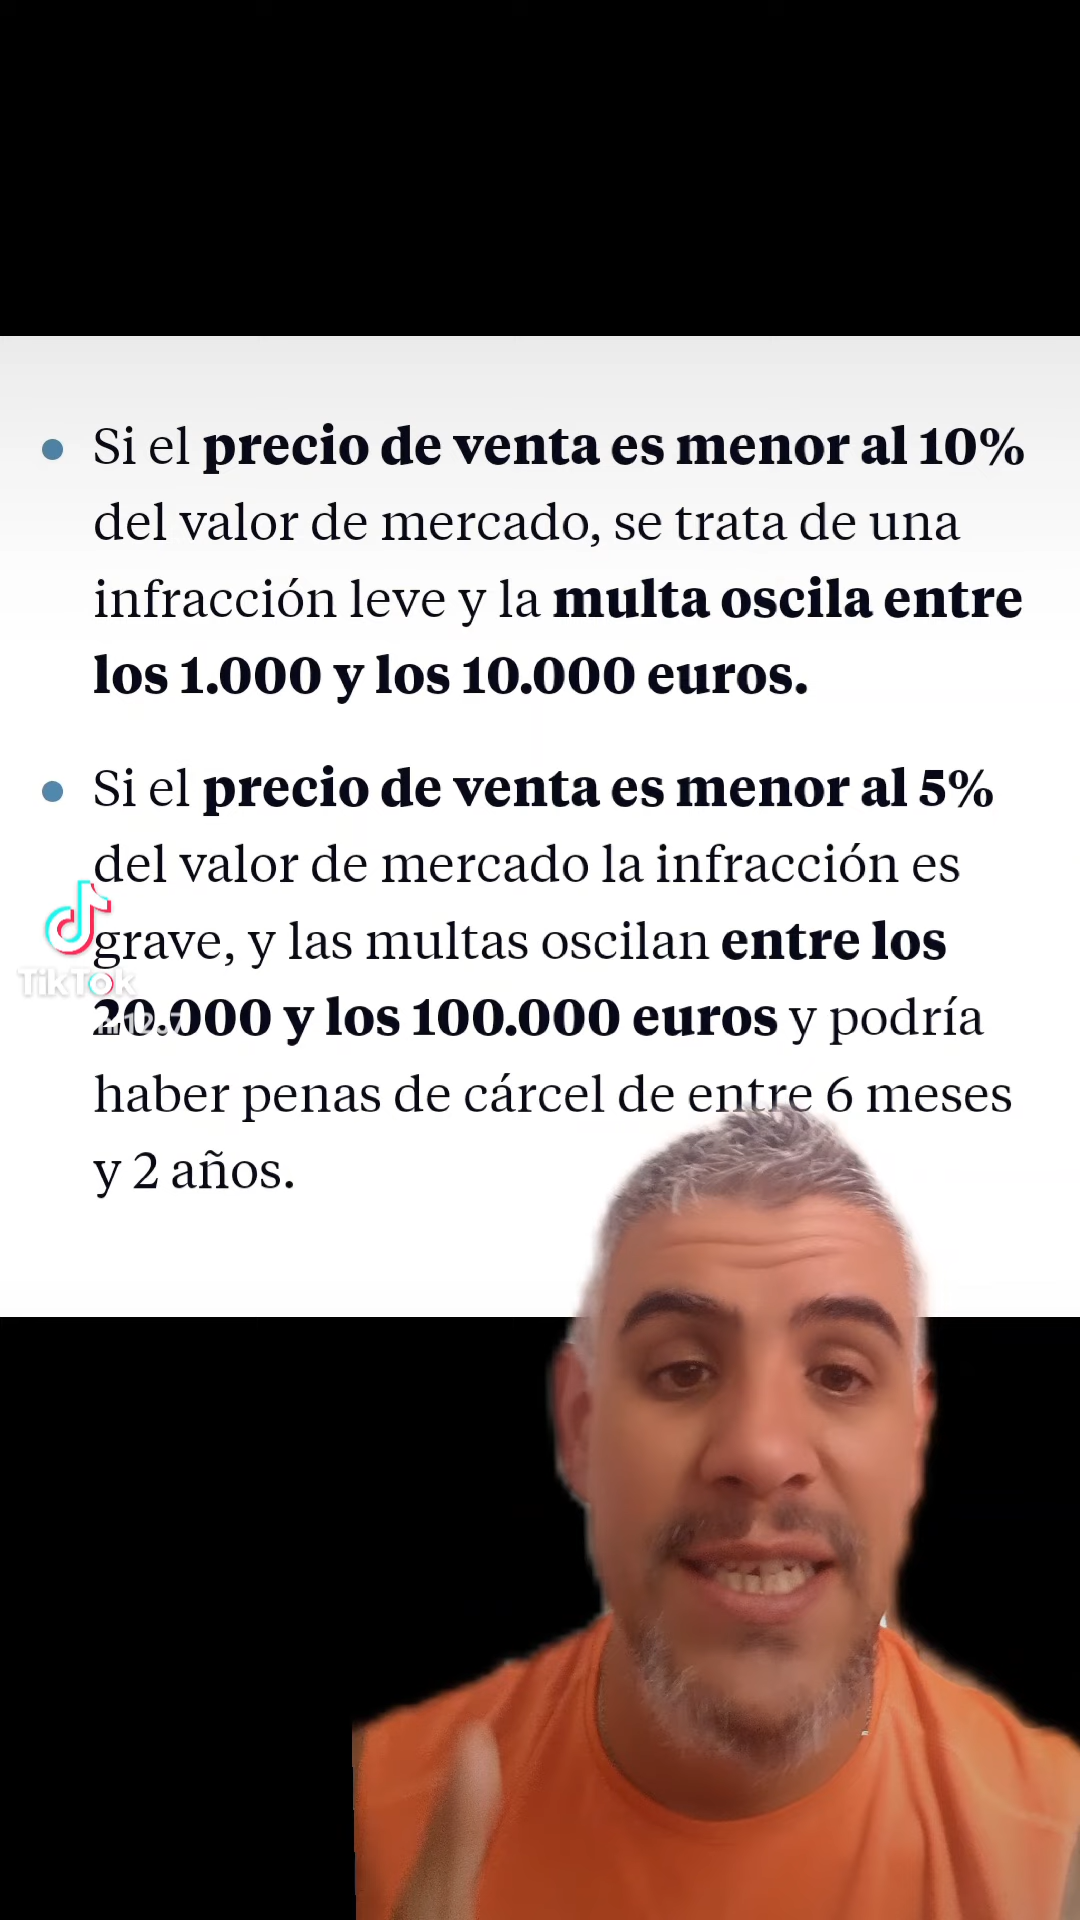 Si el precio de venta es menor al 10%
del valor de mercado, se trata de una
infracción leve y la multa oscila entre
los 1.000 y los 10.000 euros.
Si el precio de venta es menor al 5%
del valor de mercado la infracción es
grave, y las multas oscilan entre los
TikTok
20.000 y los 100.000 euros y podría
haber penas de cárcel de entre 6 meses
y 2 años.